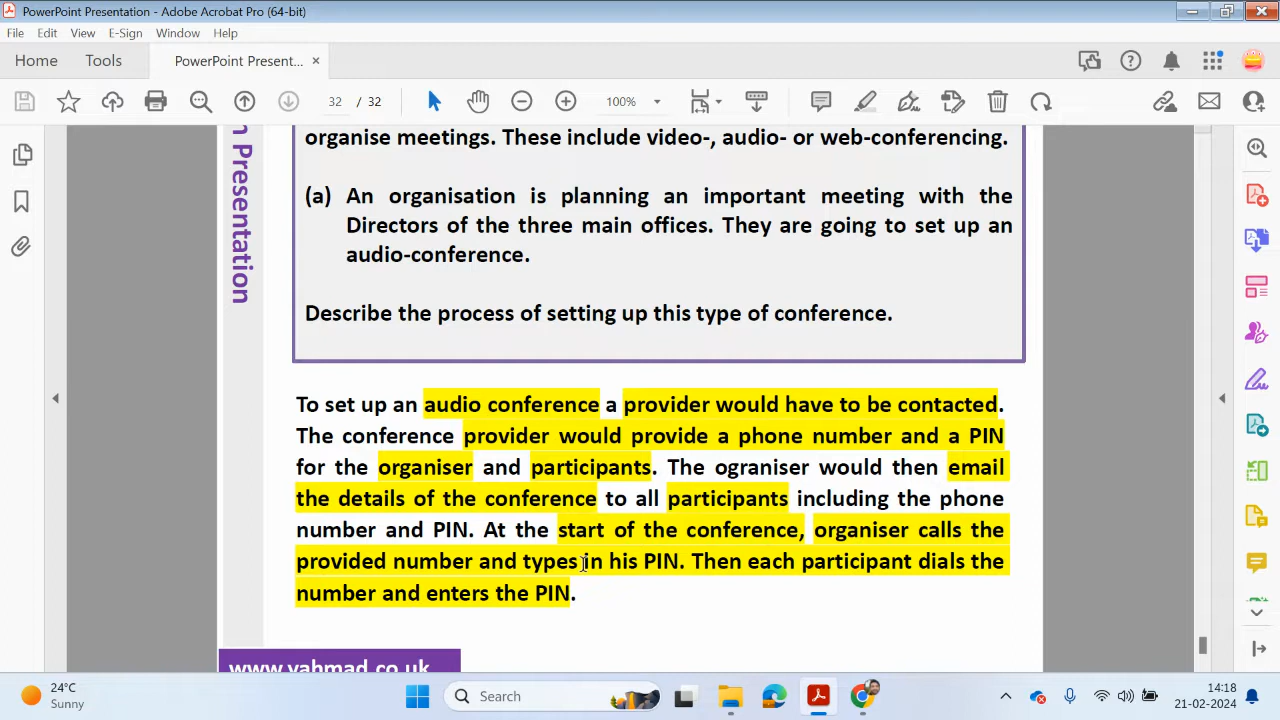 PowerPoint Presentation - Adobe Acrobat Pro (64-bit)
File Edit View E-Sign Window Help
Home Tools PowerPoint Present... ×
32 / 32 100%
n Presentation
organise meetings. These include video-, audio- or web-conferencing.
(a) An organisation is planning an important meeting with the
Directors of the three main offices. They are going to set up an
audio-conference.
Describe the process of setting up this type of conference.
To set up an audio conference a provider would have to be contacted.
The conference provider would provide a phone number and a PIN
for the organiser and participants. The ograniser would then email
the details of the conference to all participants including the phone
number and PIN. At the start of the conference, organiser calls the
provided number and types in his PIN. Then each participant dials the
number and enters the PIN.
www.yahmad.co.uk
24°C
Sunny
Search
14:18
21-02-2024